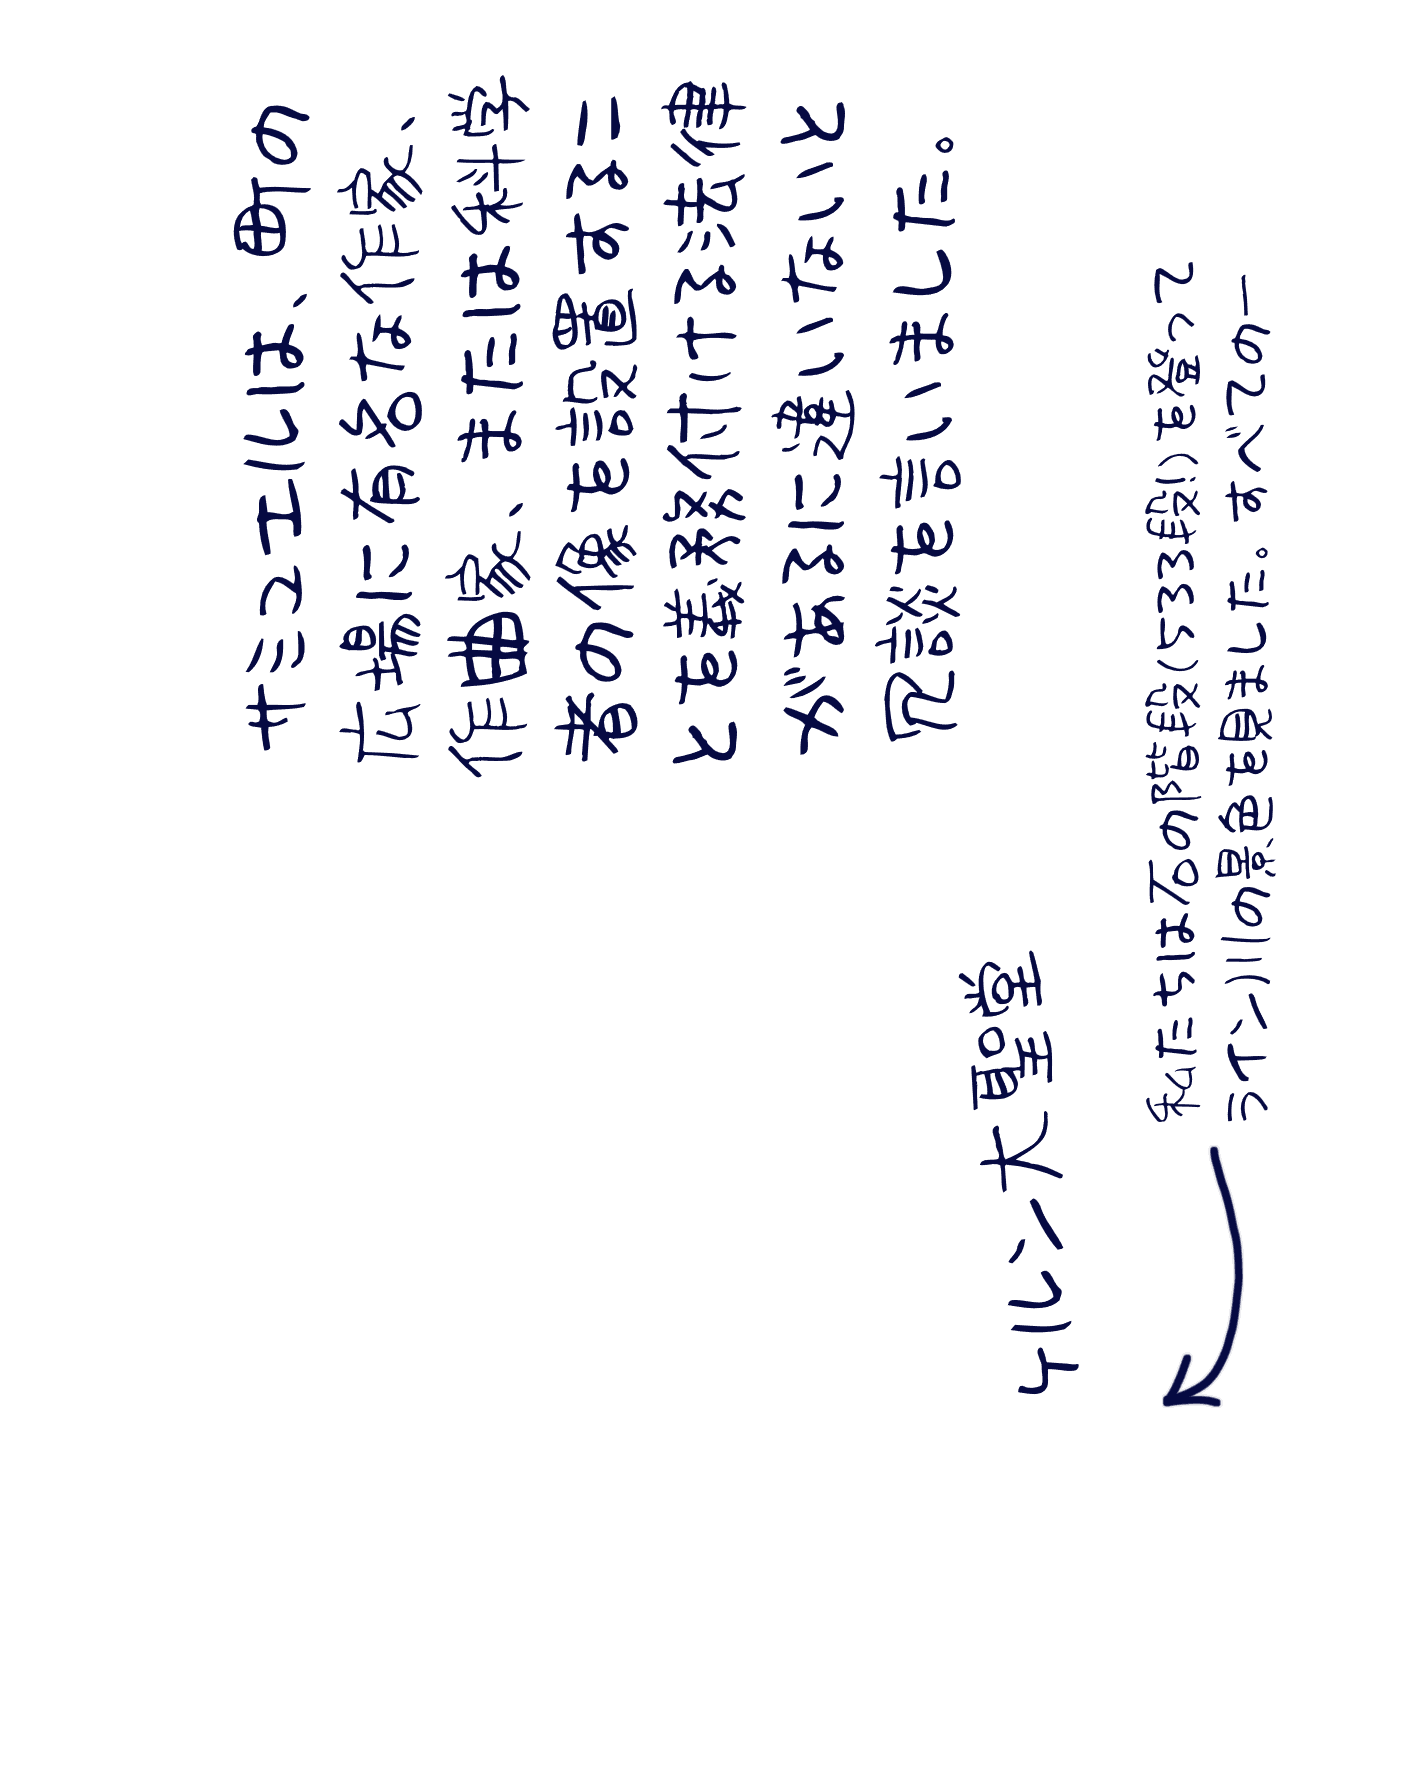 サミュエルは、町の
広場に有名な作家、
作曲家、または科学
者の像を設置するこ
とを義務付ける法律
があるに違いないと
冗談を言いました。
ケルン大聖堂
私たちは石の階段(533段!)を登って
ライン川の景色を見ました。すべての一